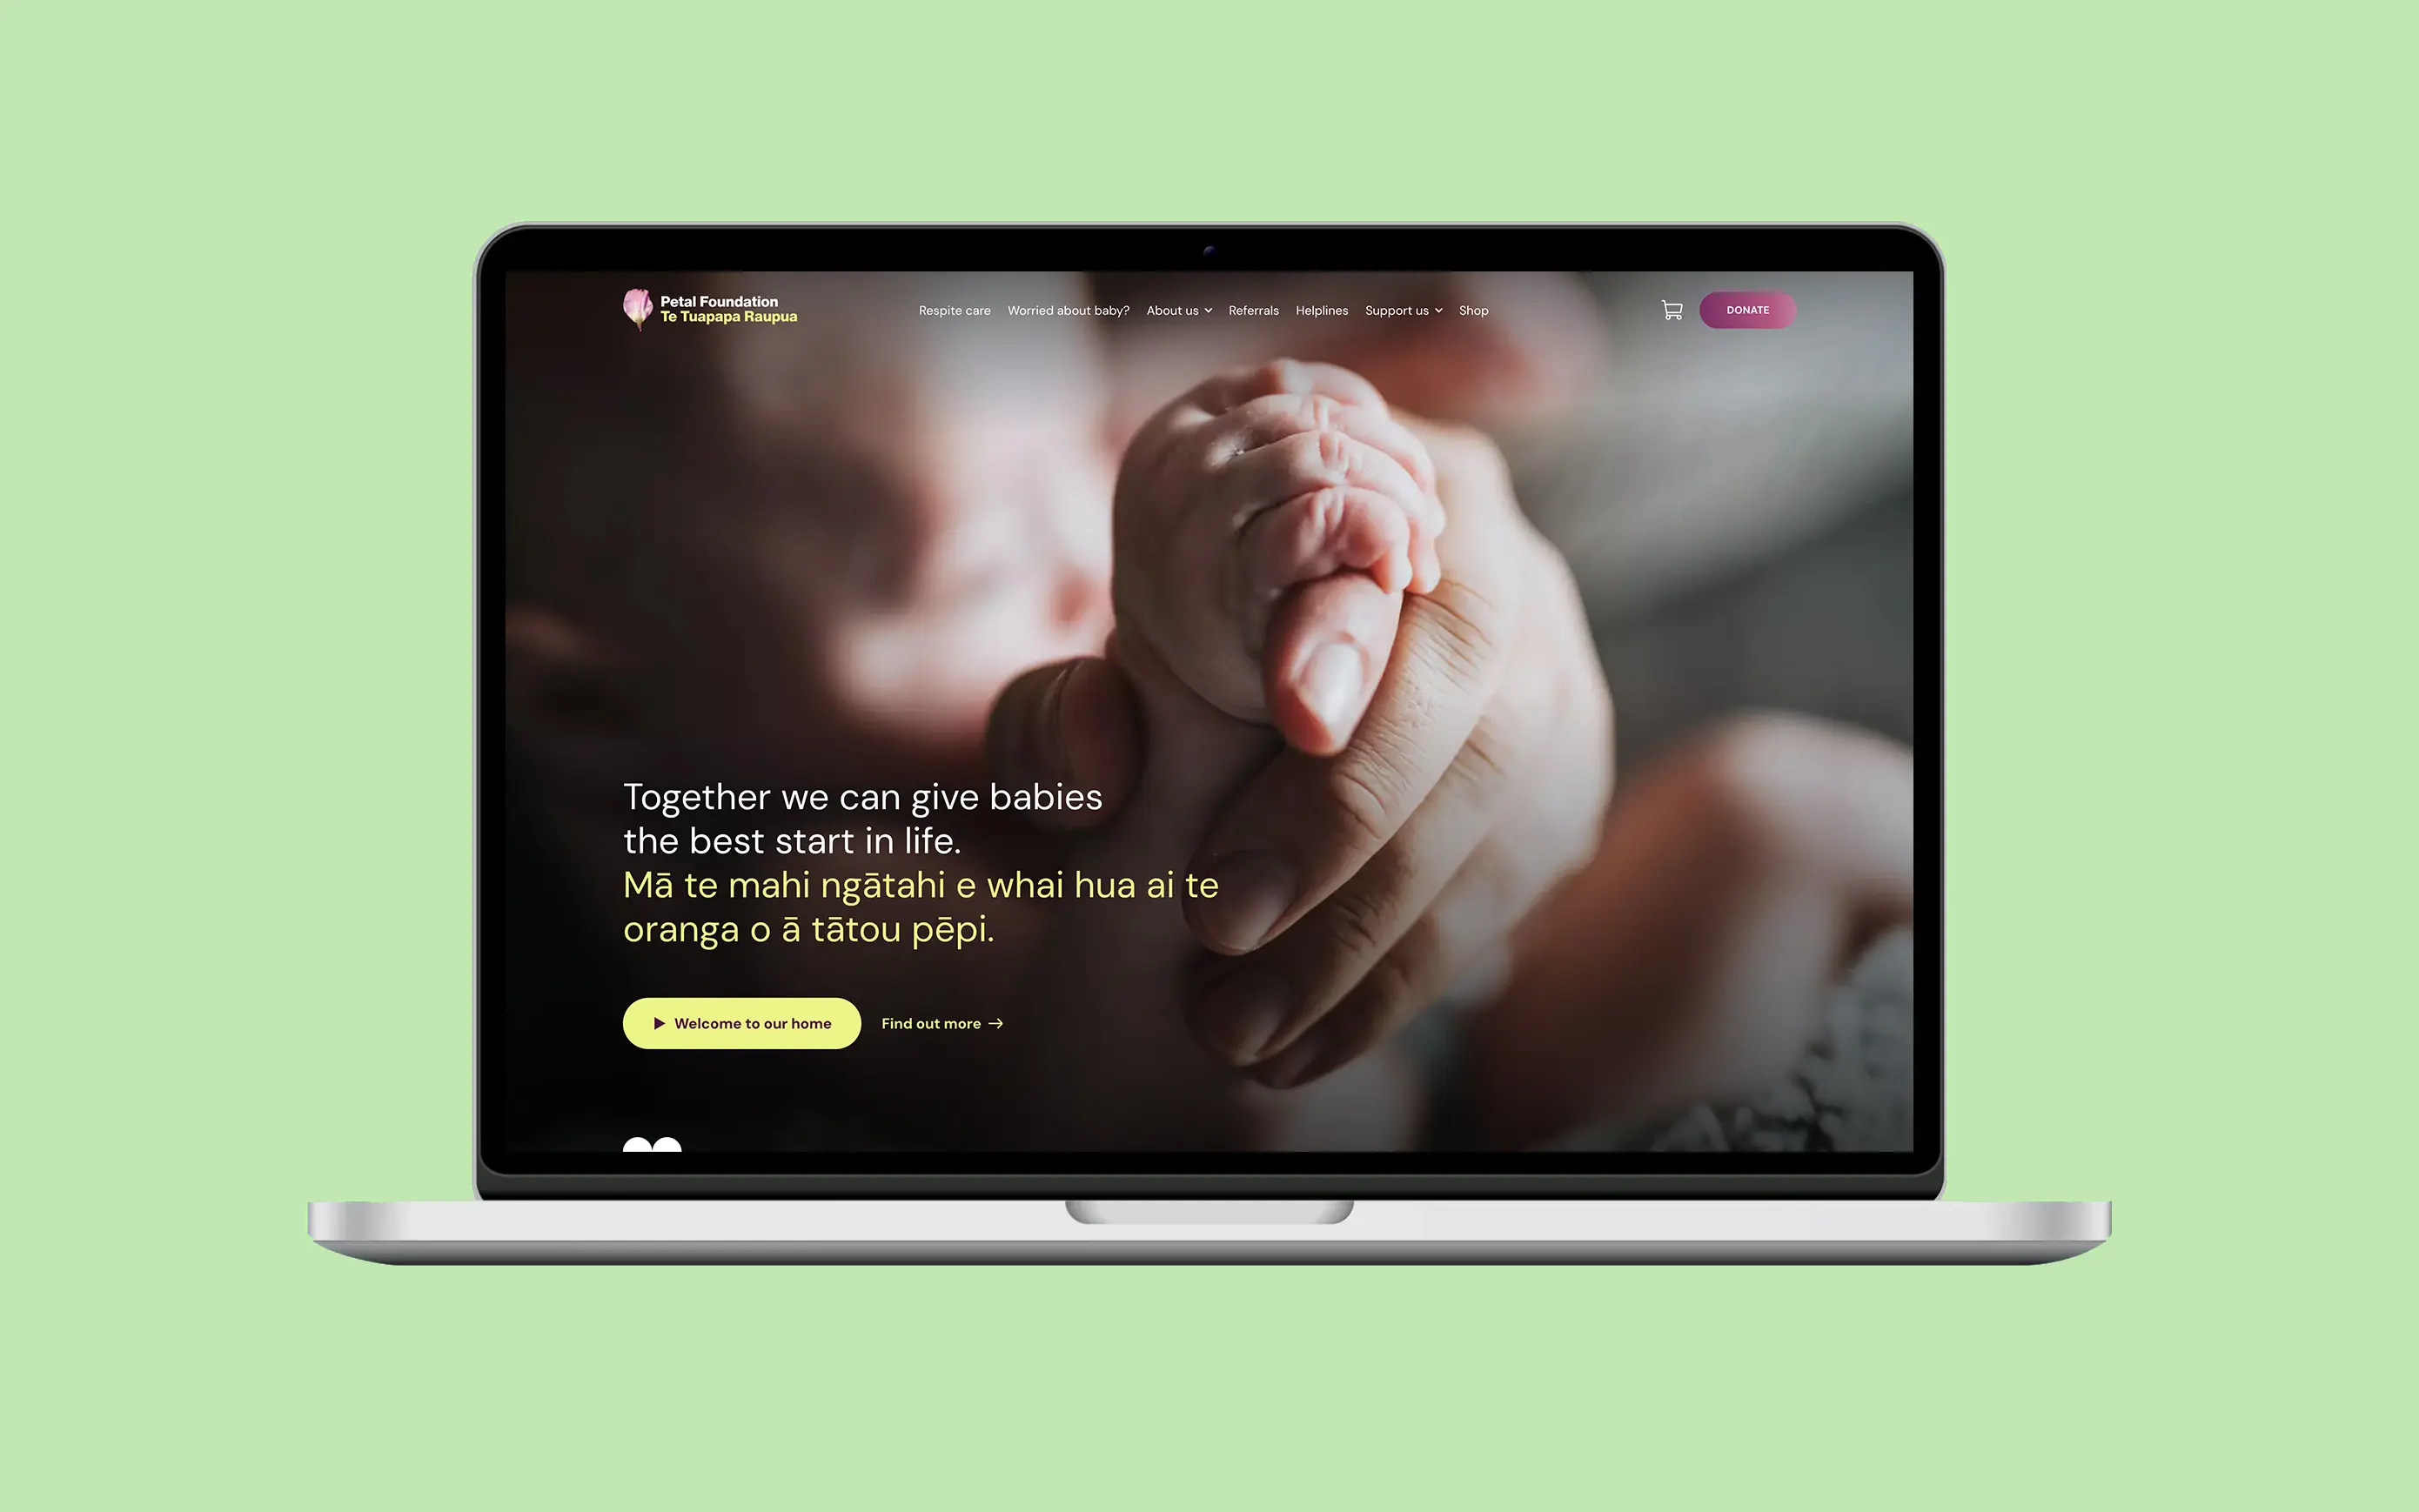 Petal Foundation
Te Tuapapa Raupua
Respite care
Worried about baby?
About us
Referrals
Helplines
Support us
Shop
DONATE
Together we can give babies
the best start in life.
Mā te mahi ngātahi e whai hua ai te
oranga o ā tātou pēpi.
Welcome to our home
Find out more